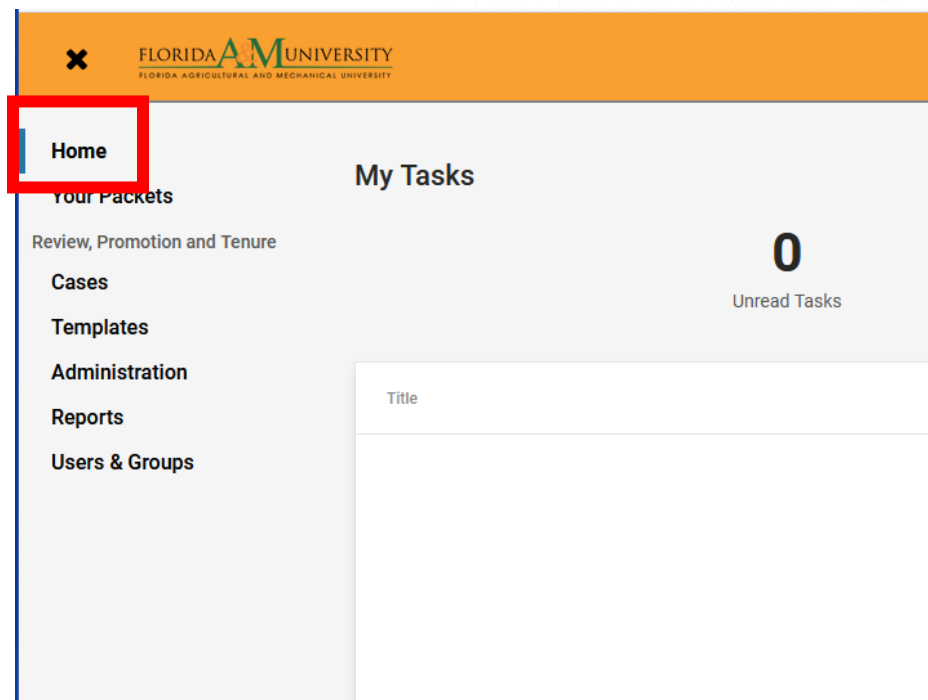 FLORIDA A&M UNIVERSITY
FLORIDA AGRICULTURAL AND MECHANICAL UNIVERSITY
Home
Your Packets
Review, Promotion and Tenure
Cases
Templates
Administration
Reports
Users & Groups
My Tasks
0
Unread Tasks
Title